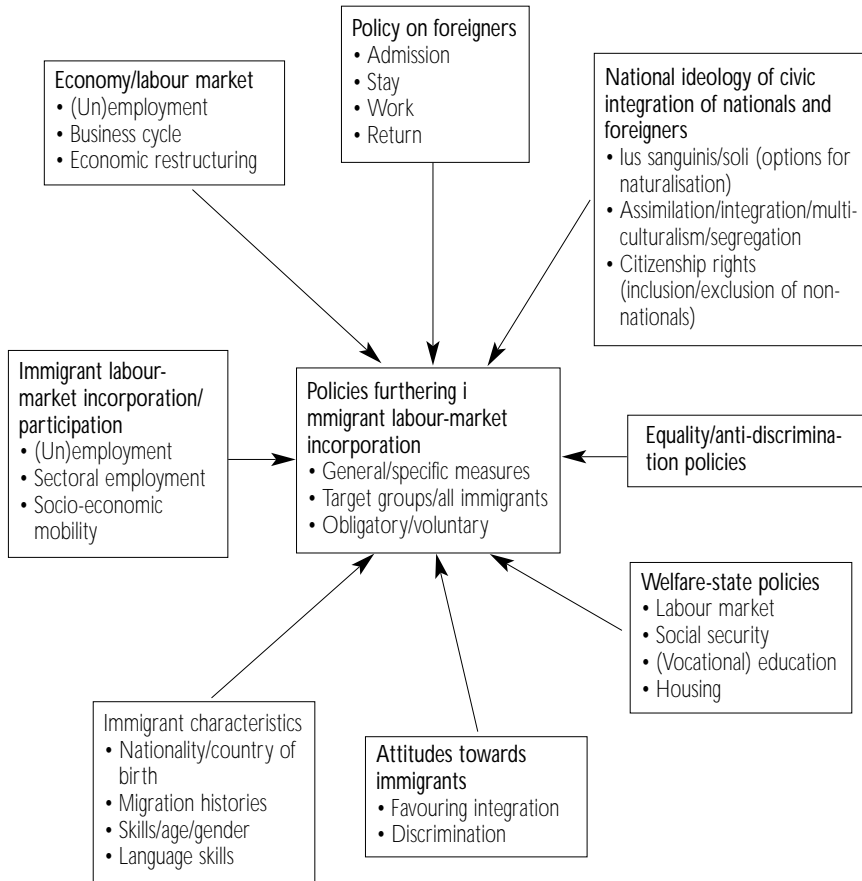 Policy on foreigners
• Admission
• Stay
• Work
• Return
Economy/labour market
• (Un)employment
• Business cycle
• Economic restructuring
National ideology of civic
integration of nationals and
foreigners
• Ius sanguinis/soli (options for
naturalisation)
• Assimilation/integration/multi-
culturalism/segregation
• Citizenship rights
(inclusion/exclusion of non-
nationals)
Immigrant labour-
market incorporation/
participation
• (Un)employment
• Sectoral employment
• Socio-economic
mobility
Policies furthering i
mmigrant labour-market
incorporation
• General/specific measures
• Target groups/all immigrants
• Obligatory/voluntary
Equality/anti-discrimina-
tion policies
Welfare-state policies
• Labour market
• Social security
• (Vocational) education
• Housing
Immigrant characteristics
• Nationality/country of
birth
• Migration histories
• Skills/age/gender
• Language skills
Attitudes towards
immigrants
• Favouring integration
• Discrimination